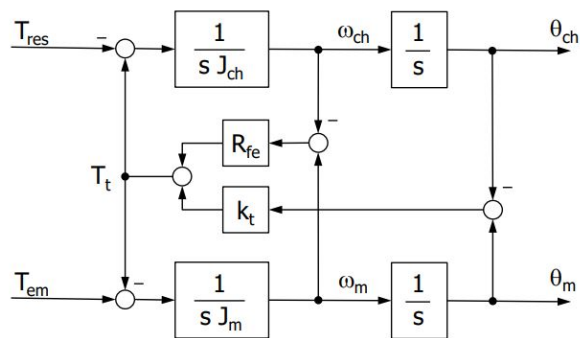 T_res
−
1
s J_ch
ω_ch
1
s
θ_ch
−
R_fe
T_t
k_t
−
T_em
−
1
s J_m
ω_m
1
s
θ_m